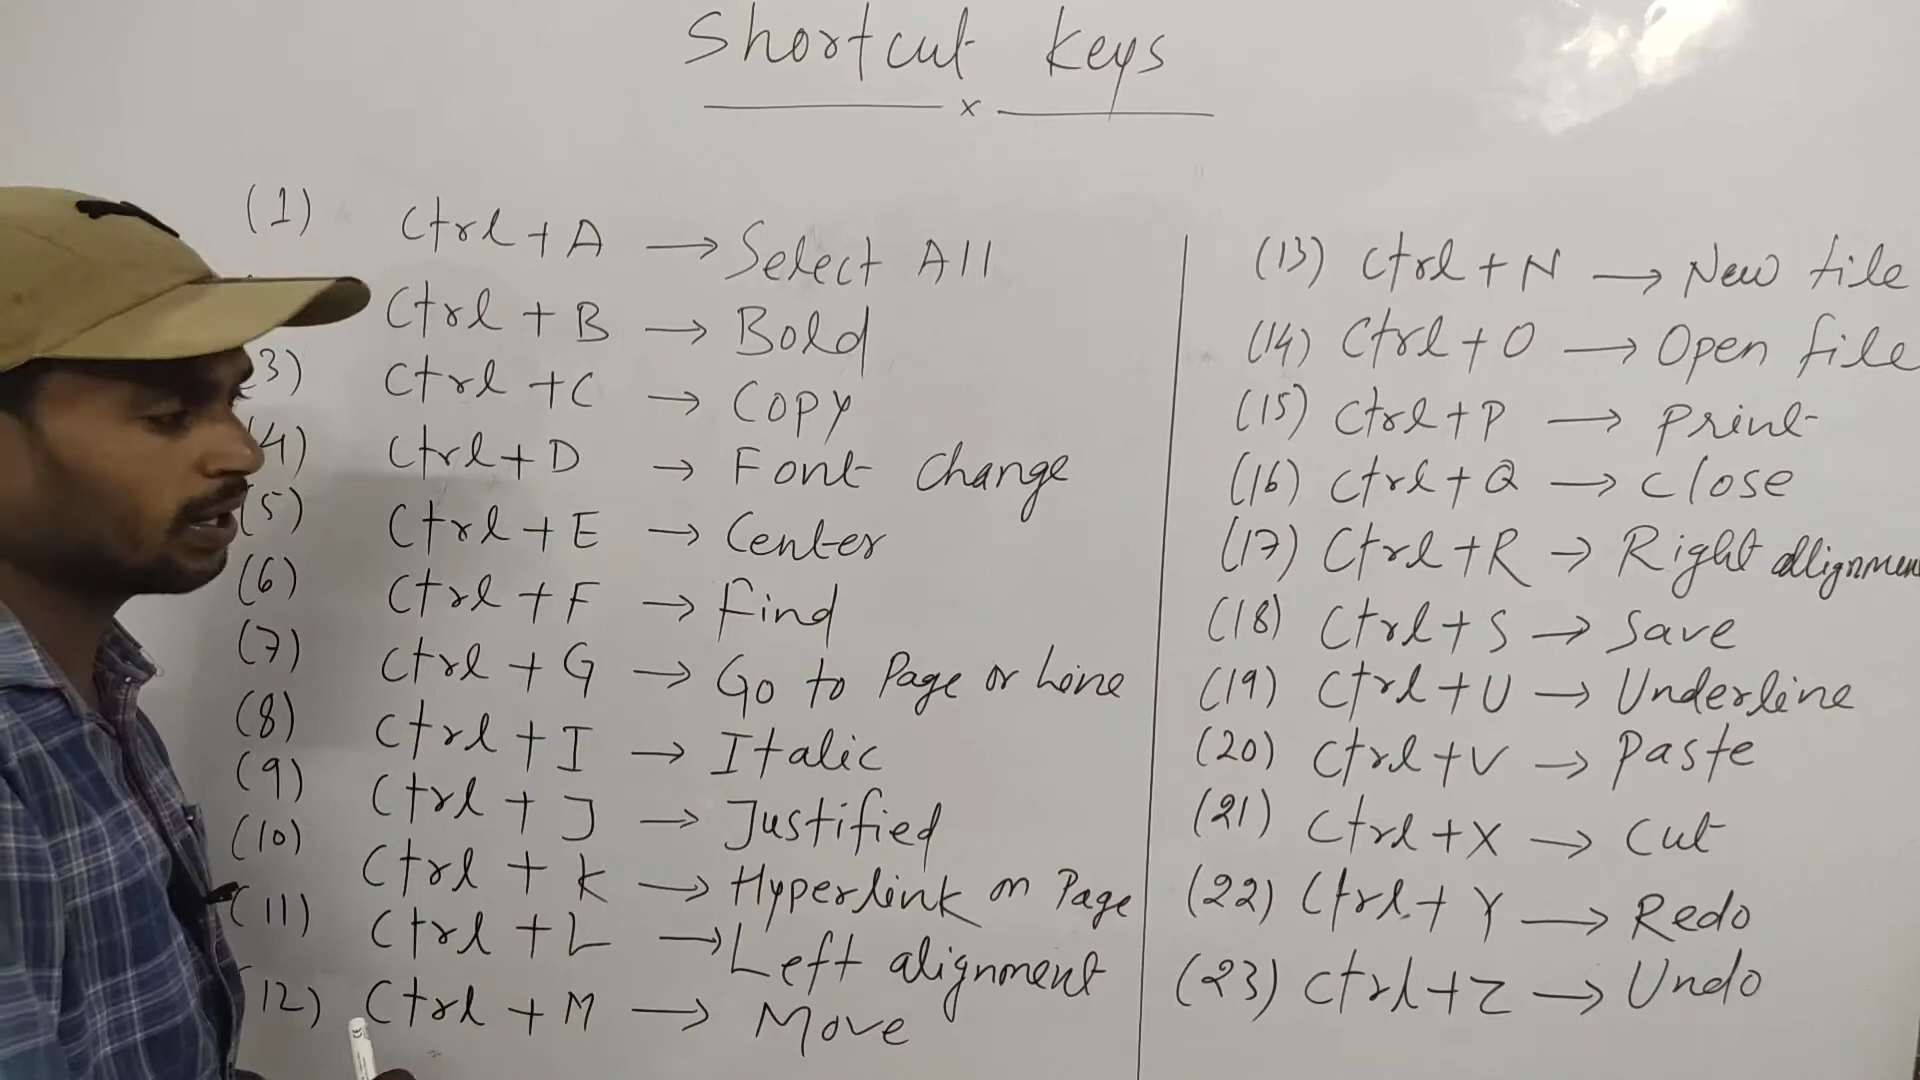 Shortcut Keys
x
(1) Ctrl + A → Select All
Ctrl + B → Bold
3) Ctrl + C → Copy
4) Ctrl + D → Font Change
(5) Ctrl + E → Center
(6) Ctrl + F → Find
(7) Ctrl + G → Go to Page or Line
(8) Ctrl + I → Italic
(9) Ctrl + J → Justified
(10) Ctrl + K → Hyperlink on Page
(11) Ctrl + L → Left alignment
12) Ctrl + M → Move
(13) Ctrl + N → New file
(14) Ctrl + O → Open file
(15) Ctrl + P → Print
(16) Ctrl + Q → Close
(17) Ctrl + R → Right allignmen
(18) Ctrl + S → Save
(19) Ctrl + U → Underline
(20) Ctrl + V → Paste
(21) Ctrl + X → Cut
(22) Ctrl + Y → Redo
(23) Ctrl + Z → Undo